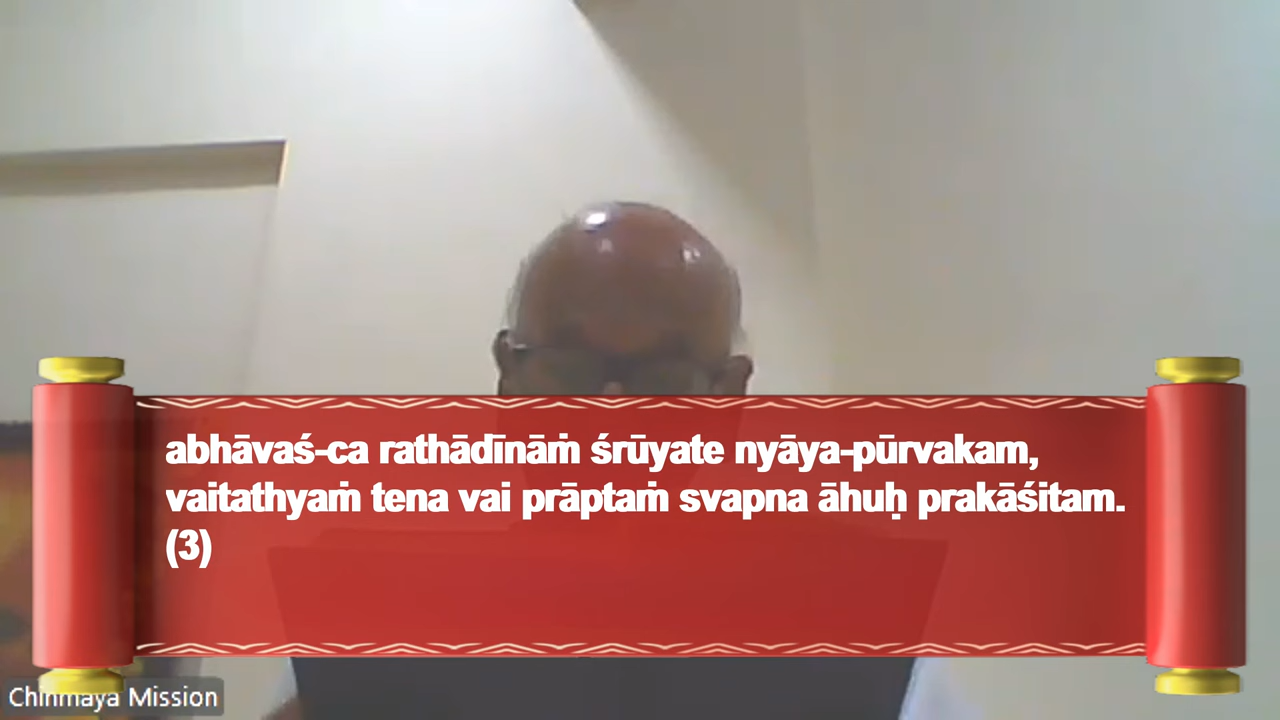 abhāvaś-ca rathādīnāṁ śrūyate nyāya-pūrvakam,
vaitathyaṁ tena vai prāptaṁ svapna āhuḥ prakāśitam.
(3)
Chinmaya Mission